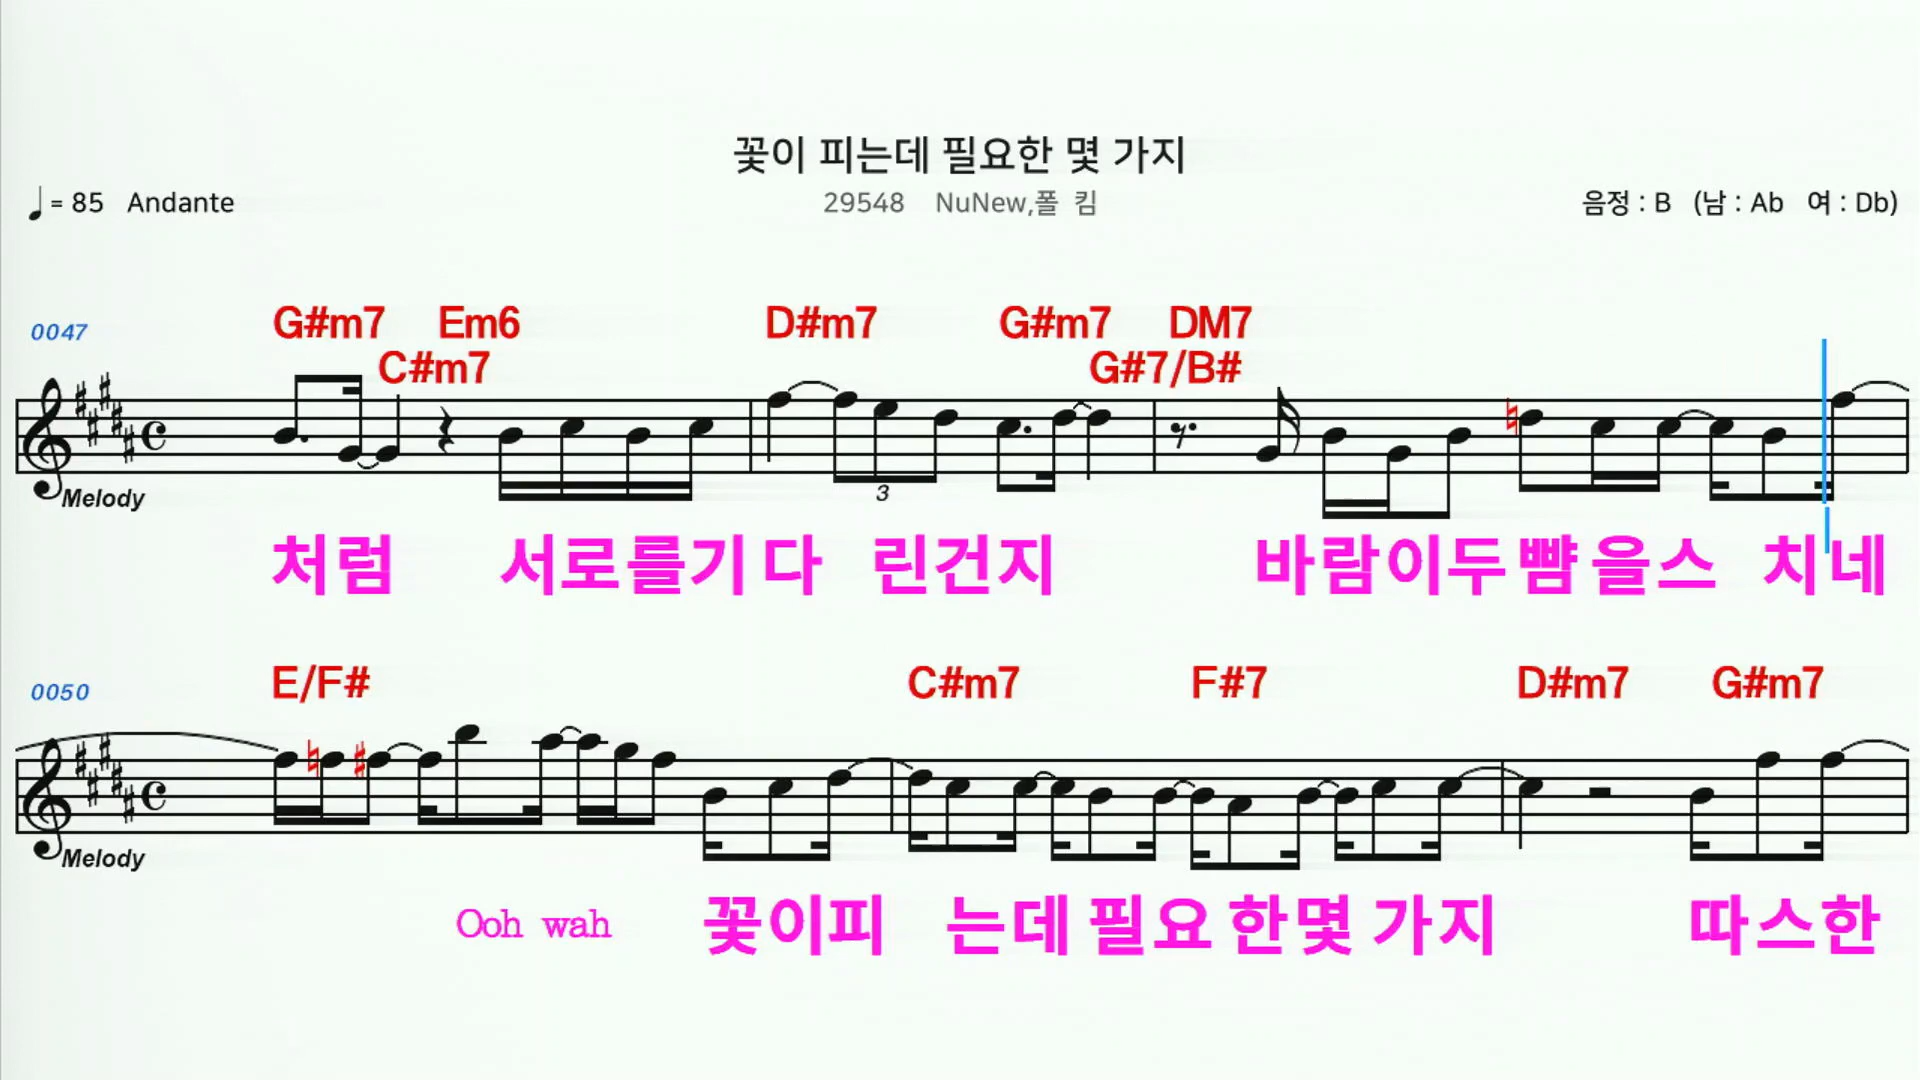 꽃이 피는데 필요한 몇 가지
♩= 85 Andante
29548 NuNew,폴 킴
음정 : B (남 : Ab 여 : Db)
0047
G#m7 Em6 D#m7 G#m7 DM7
C#m7 G#7/B#
3
Melody
처럼 서로를기다 린건지 바람이두뺨을스 치네
0050
E/F# C#m7 F#7 D#m7 G#m7
Melody
Ooh wah 꽃이피 는데필요한몇가지 따스한